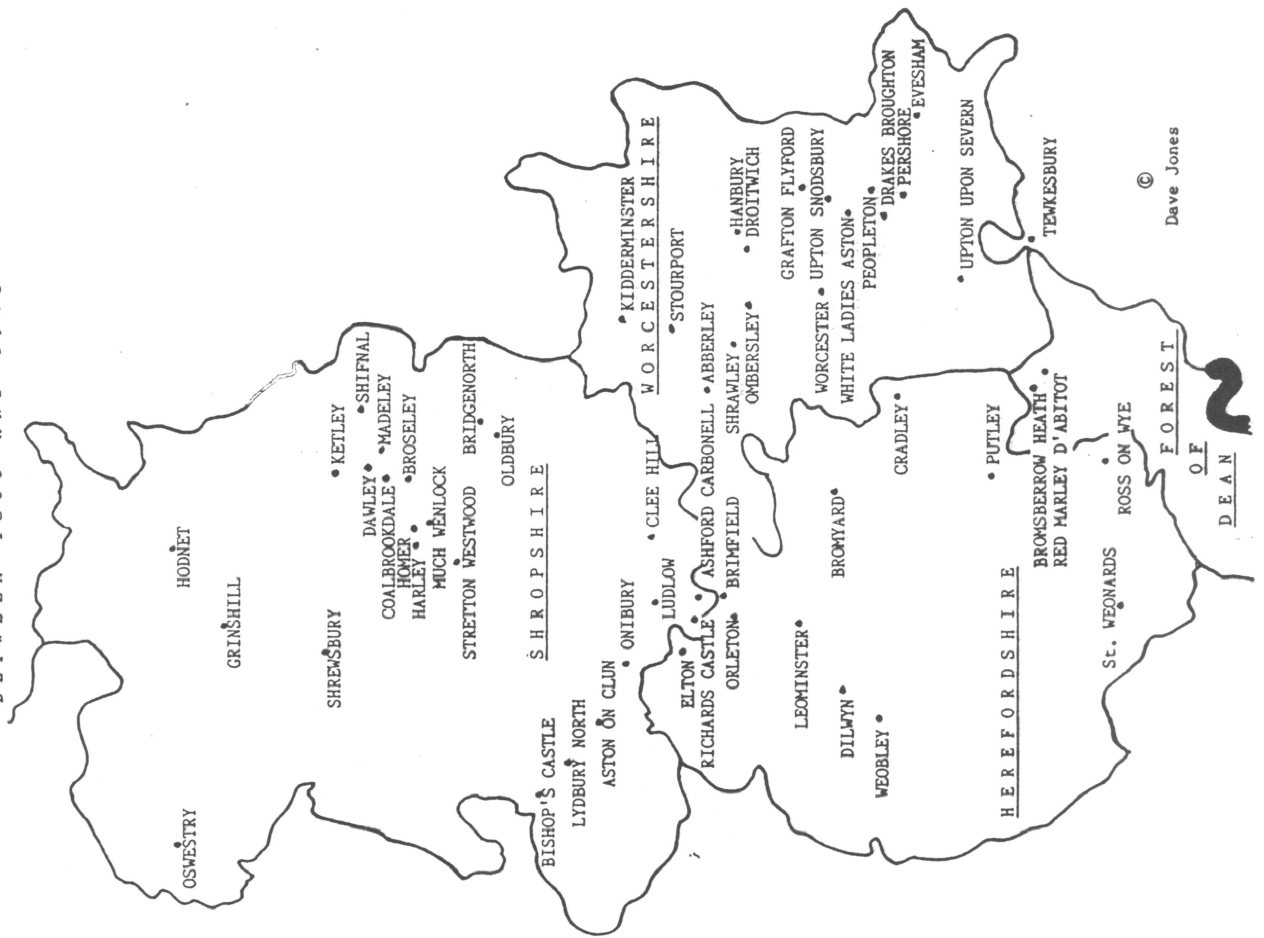 OSWESTRY
HODNET
GRINSHILL
SHREWSBURY
KETLEY
SHIFNAL
DAWLEY
MADELEY
COALBROOKDALE
HOMER
BROSELEY
HARLEY
MUCH WENLOCK
STRETTON WESTWOOD
BRIDGENORTH
OLDBURY
SHROPSHIRE
BISHOP'S CASTLE
LYDBURY NORTH
ASTON ON CLUN
ONIBURY
CLEE HILL
LUDLOW
KIDDERMINSTER
WORCESTERSHIRE
STOURPORT
ELTON
RICHARDS CASTLE
ASHFORD CARBONELL
ABBERLEY
ORLETON
BRIMFIELD
SHRAWLEY
OMBERSLEY
HANBURY
DROITWICH
GRAFTON FLYFORD
UPTON SNODSBURY
WORCESTER
WHITE LADIES ASTON
PEOPLETON
DRAKES BROUGHTON
PERSHORE
EVESHAM
LEOMINSTER
BROMYARD
DILWYN
WEOBLEY
CRADLEY
UPTON UPON SEVERN
HEREFORDSHIRE
PUTLEY
BROMSBERROW HEATH
RED MARLEY D'ABITOT
TEWKESBURY
St. WEONARDS
ROSS ON WYE
FOREST
OF
DEAN
©
Dave Jones